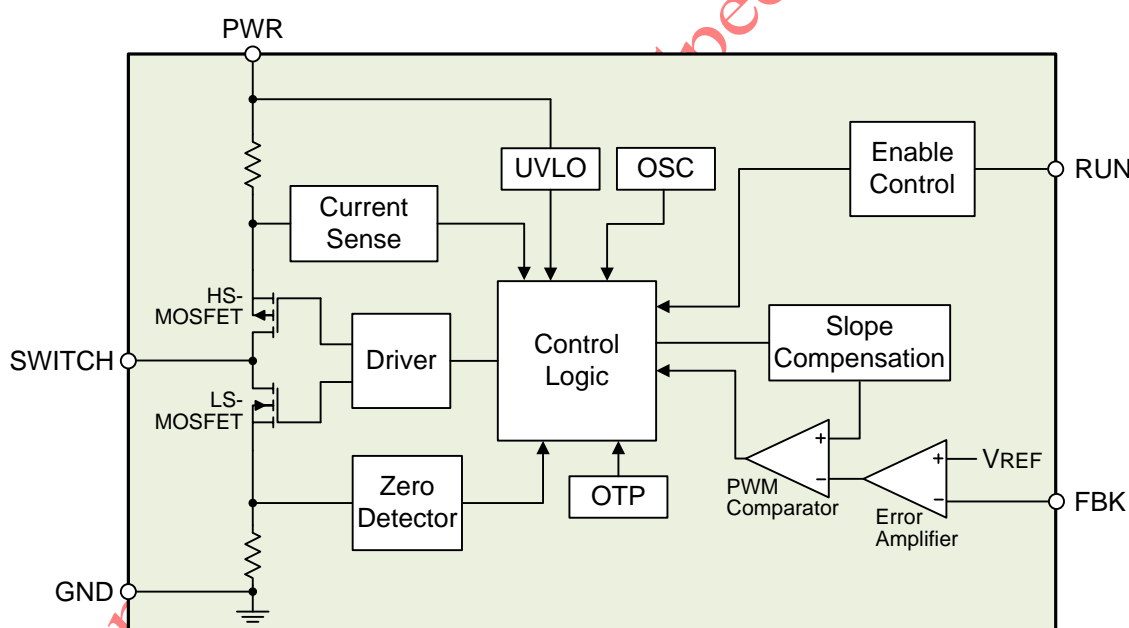 PWR
UVLO
OSC
Enable
Control
RUN
Current
Sense
HS-
MOSFET
SWITCH
Driver
Control
Logic
Slope
Compensation
LS-
MOSFET
+
−
PWM
Comparator
+
−
VREF
Error
Amplifier
FBK
Zero
Detector
OTP
GND